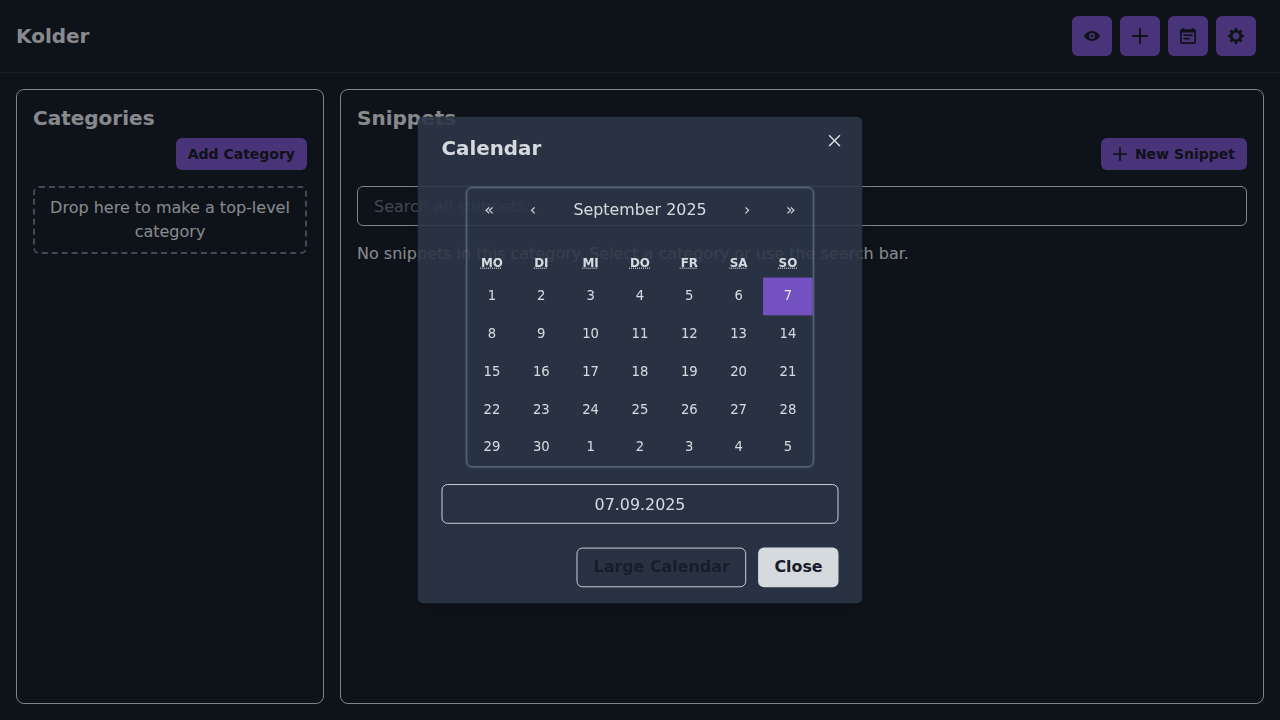 Kolder
Categories
Add Category
Drop here to make a top-level
category
Snippets
New Snippet
Search all snippets...
No snippets in this category. Select a category or use the search bar.
Calendar
« ‹ September 2025 › »
MO DI MI DO FR SA SO
1 2 3 4 5 6 7
8 9 10 11 12 13 14
15 16 17 18 19 20 21
22 23 24 25 26 27 28
29 30 1 2 3 4 5
07.09.2025
Large Calendar
Close